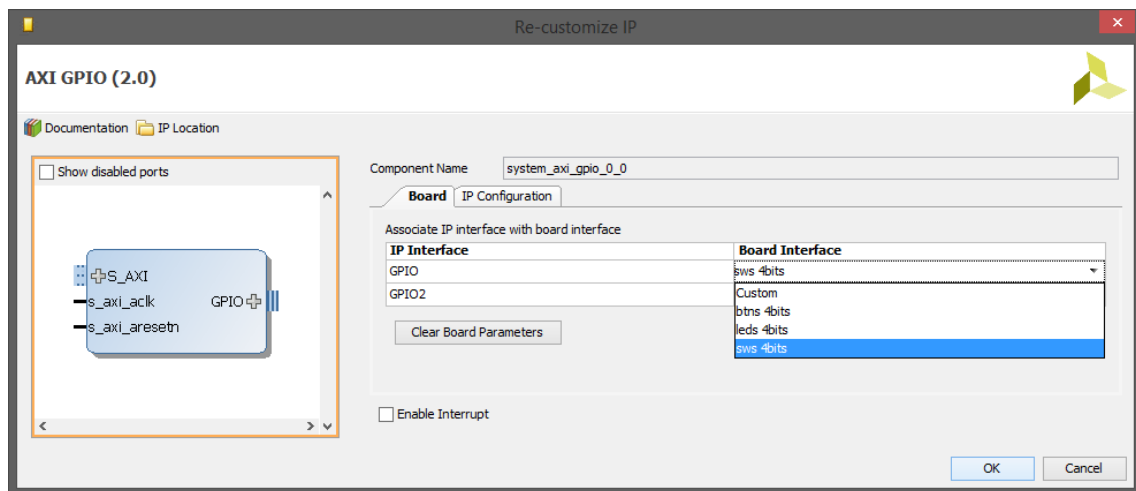 Re-customize IP
AXI GPIO (2.0)
Documentation IP Location
Show disabled ports
S_AXI
s_axi_aclk
s_axi_aresetn
GPIO
Component Name system_axi_gpio_0_0
Board IP Configuration
Associate IP interface with board interface
IP Interface Board Interface
GPIO sws 4bits
GPIO2
Custom
btns 4bits
leds 4bits
sws 4bits
Clear Board Parameters
Enable Interrupt
OK Cancel